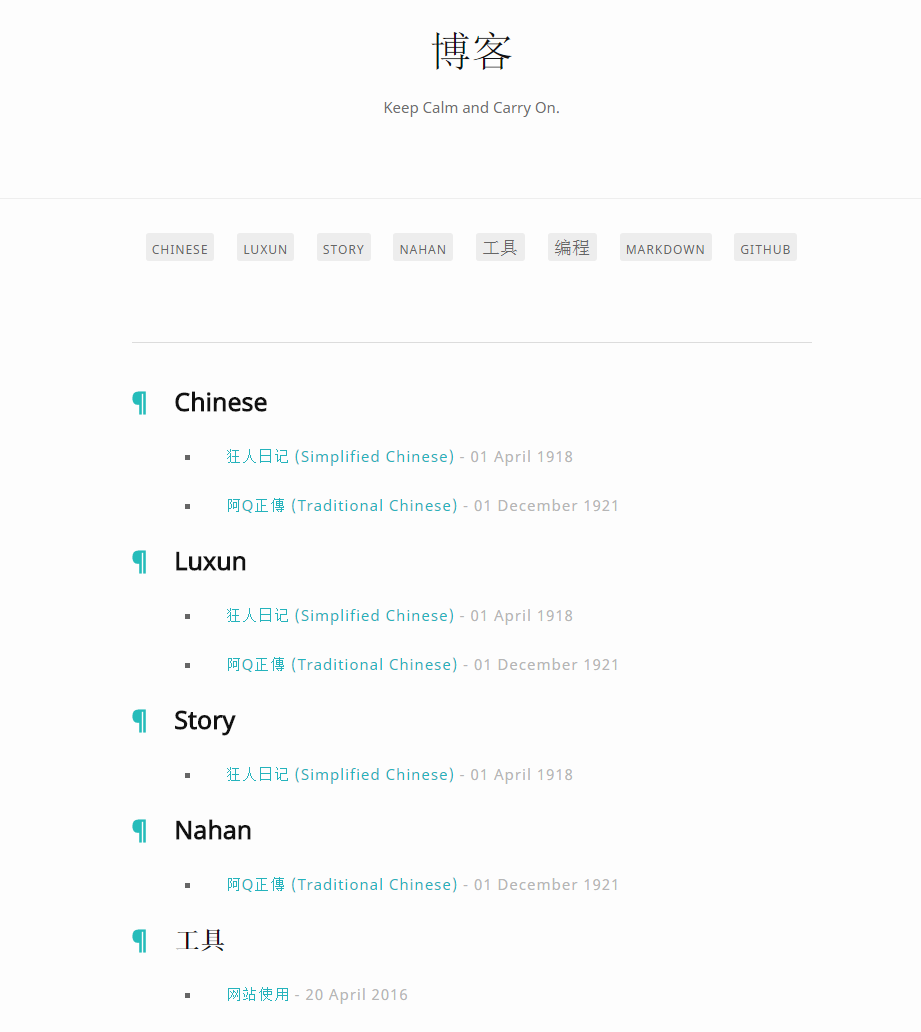 博客
Keep Calm and Carry On.
CHINESE LUXUN STORY NAHAN 工具 编程 MARKDOWN GITHUB
¶ Chinese
▪ 狂人日记 (Simplified Chinese) - 01 April 1918
▪ 阿Q正傳 (Traditional Chinese) - 01 December 1921
¶ Luxun
▪ 狂人日记 (Simplified Chinese) - 01 April 1918
▪ 阿Q正傳 (Traditional Chinese) - 01 December 1921
¶ Story
▪ 狂人日记 (Simplified Chinese) - 01 April 1918
¶ Nahan
▪ 阿Q正傳 (Traditional Chinese) - 01 December 1921
¶ 工具
▪ 网站使用 - 20 April 2016